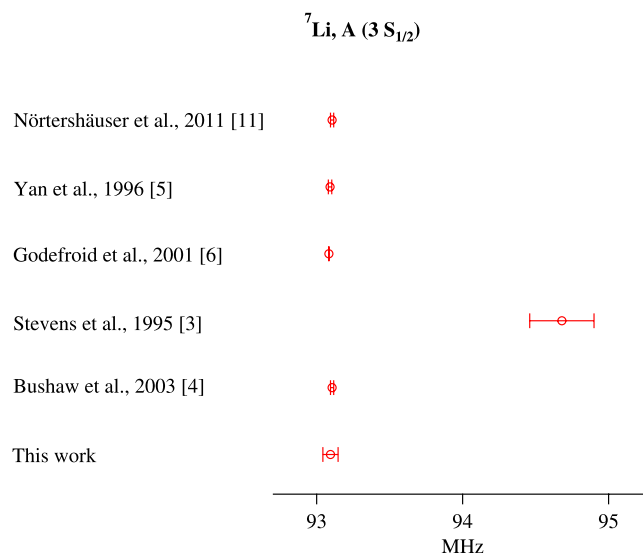 ⁷Li, A (3 S₁/₂)
Nörtershäuser et al., 2011 [11]
Yan et al., 1996 [5]
Godefroid et al., 2001 [6]
Stevens et al., 1995 [3]
Bushaw et al., 2003 [4]
This work
93 94 95
MHz